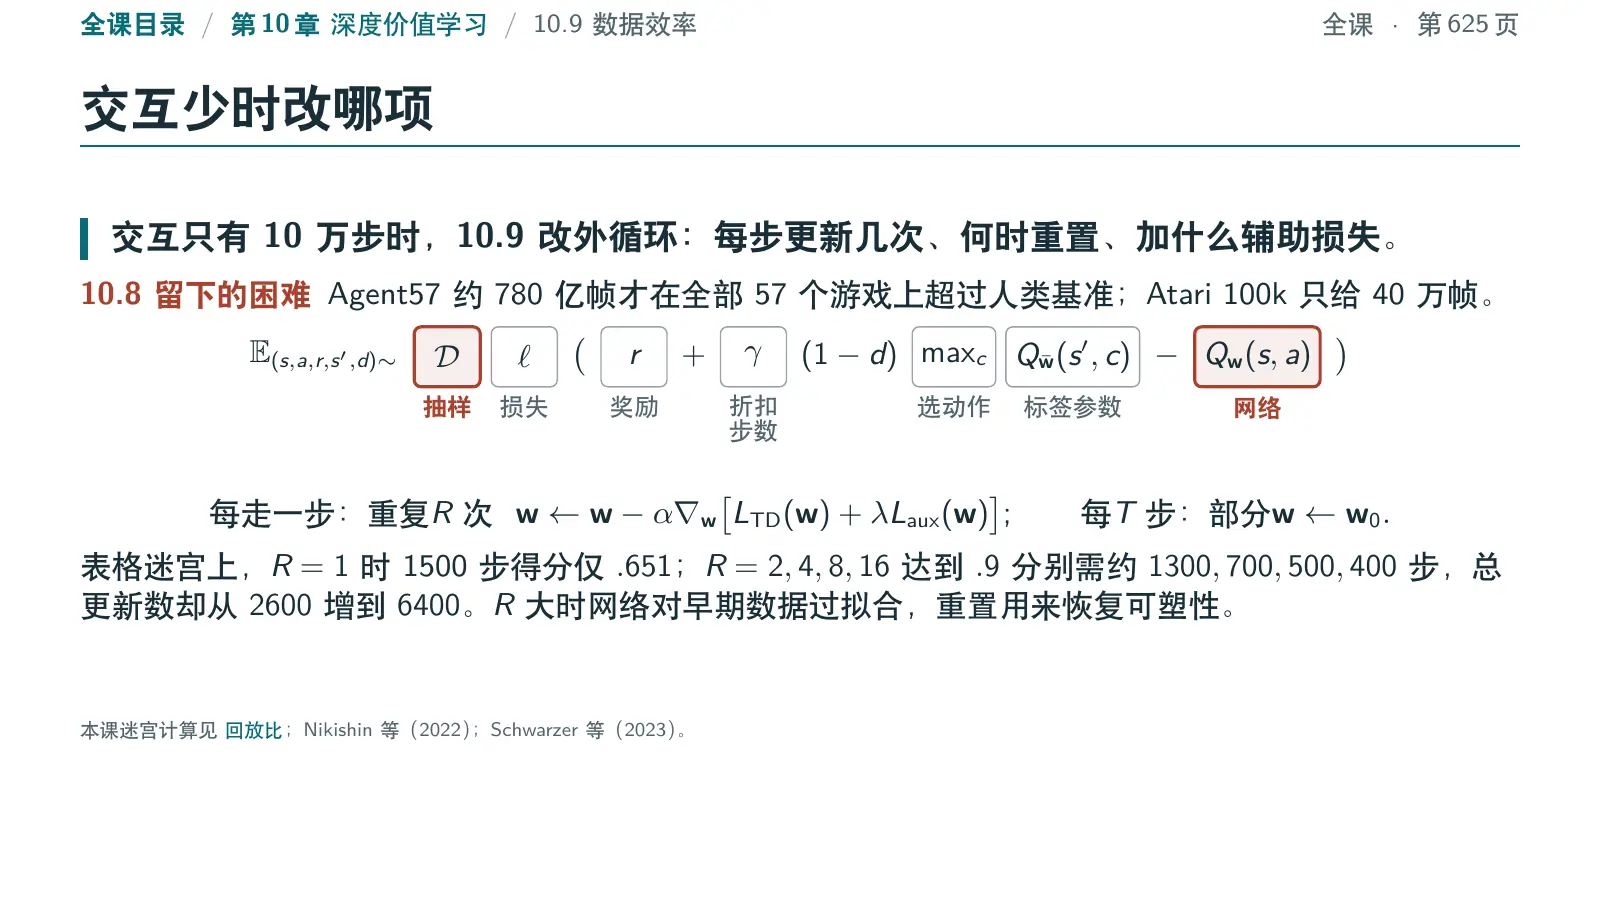 全课目录 / 第 10 章 深度价值学习 / 10.9 数据效率
全课 · 第 625 页
交互少时改哪项
交互只有 10 万步时，10.9 改外循环：每步更新几次、何时重置、加什么辅助损失。
10.8 留下的困难 Agent57 约 780 亿帧才在全部 57 个游戏上超过人类基准；Atari 100k 只给 40 万帧。
𝔼(s,a,r,s′,d)∼ 𝒟 ℓ ( r + γ (1 − d) max_c Q_w̄(s′, c) − Q_w(s, a) )
抽样 损失 奖励 折扣步数 选动作 标签参数 网络
每走一步：重复R 次 w ← w − α∇_w[L_TD(w) + λL_aux(w)]; 每T 步：部分w ← w₀.
表格迷宫上，R = 1 时 1500 步得分仅 .651；R = 2, 4, 8, 16 达到 .9 分别需约 1300, 700, 500, 400 步，总
更新数却从 2600 增到 6400。R 大时网络对早期数据过拟合，重置用来恢复可塑性。
本课迷宫计算见 回放比；Nikishin 等（2022）；Schwarzer 等（2023）。